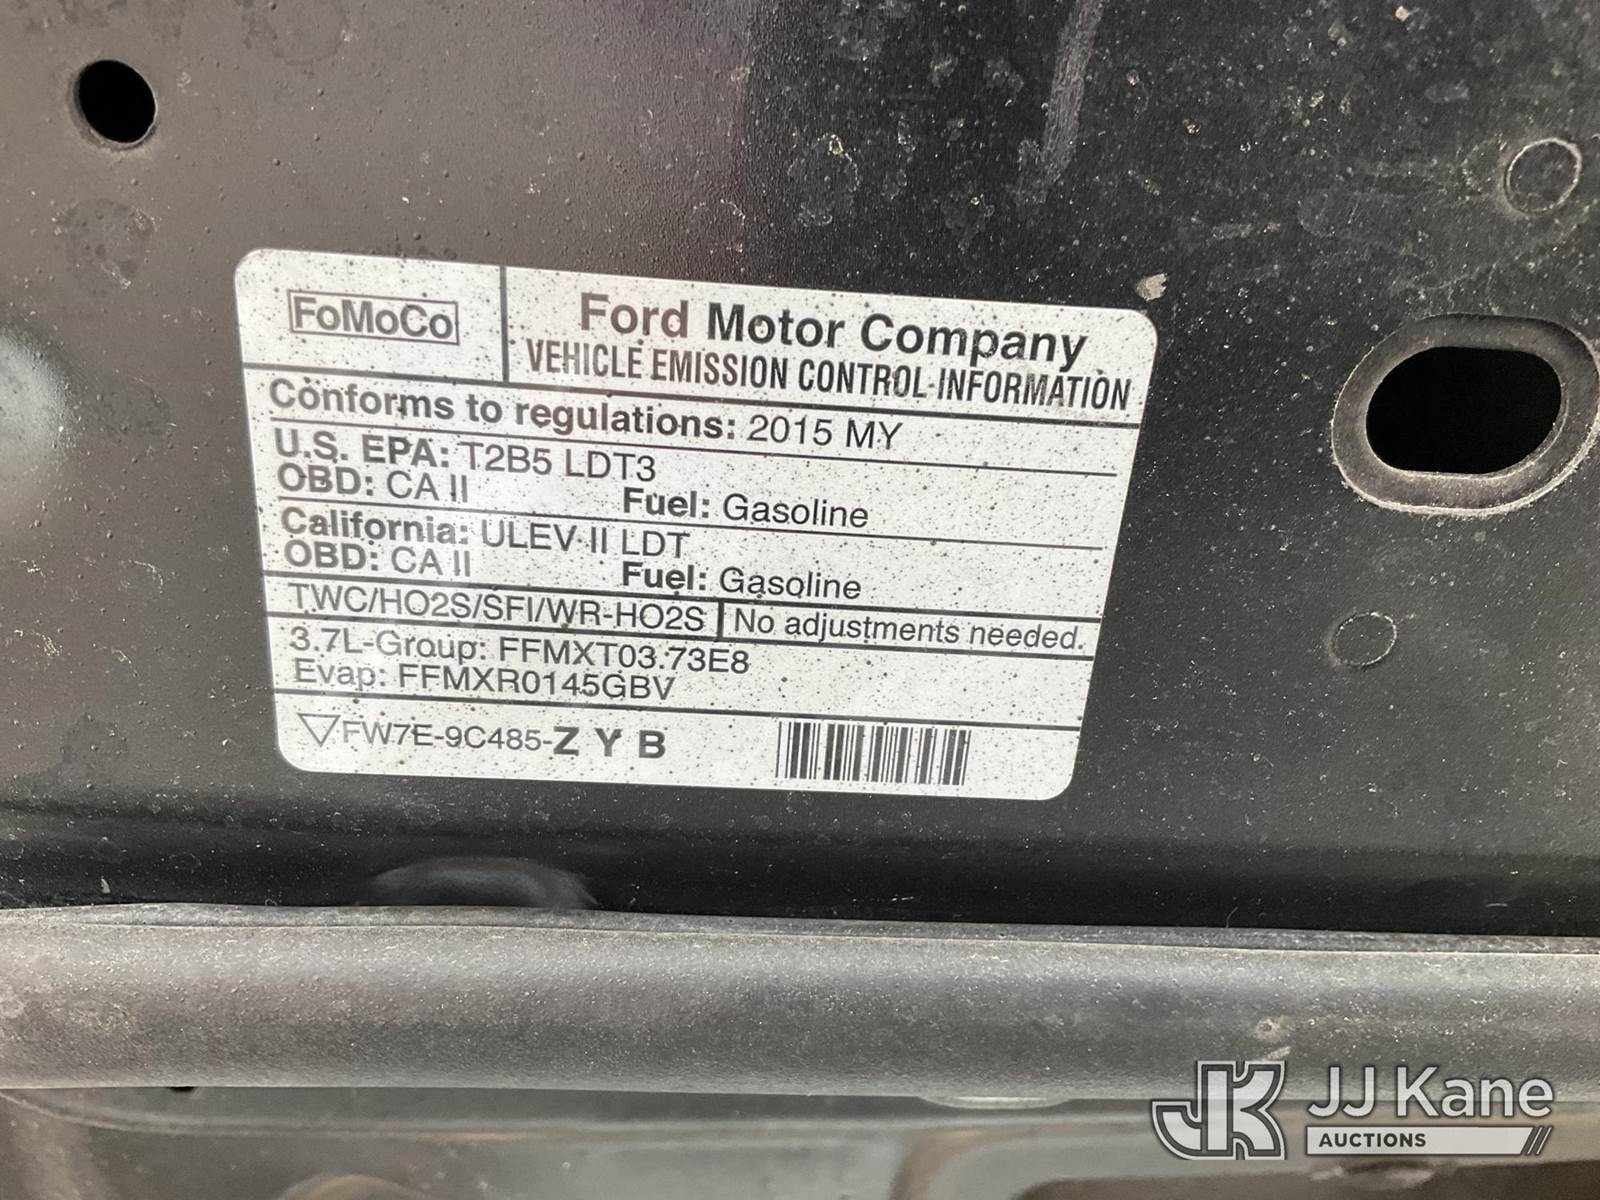 FoMoCo
Ford Motor Company
VEHICLE EMISSION CONTROL INFORMATION
Conforms to regulations: 2015 MY
U.S. EPA: T2B5 LDT3
OBD: CA II Fuel: Gasoline
California: ULEV II LDT
OBD: CA II Fuel: Gasoline
TWC/HO2S/SFI/WR-HO2S No adjustments needed.
3.7L-Group: FFMXT03.73E8
Evap: FFMXR0145GBV
FW7E-9C485-Z Y B
JK JJ Kane
AUCTIONS